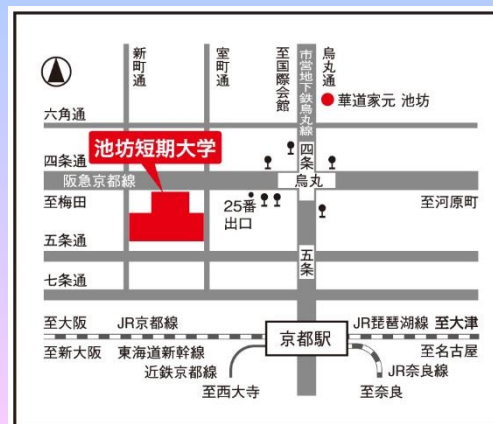 新町通
室町通
至国際会館
市営地下鉄烏丸線
烏丸通
華道家元 池坊
六角通
池坊短期大学
四条通
四条
阪急京都線
烏丸
至梅田
25番
出口
至河原町
五条通
五条
七条通
至大阪 JR京都線
京都駅
JR琵琶湖線 至大津
至新大阪 東海道新幹線
至名古屋
近鉄京都線
JR奈良線
至西大寺
至奈良